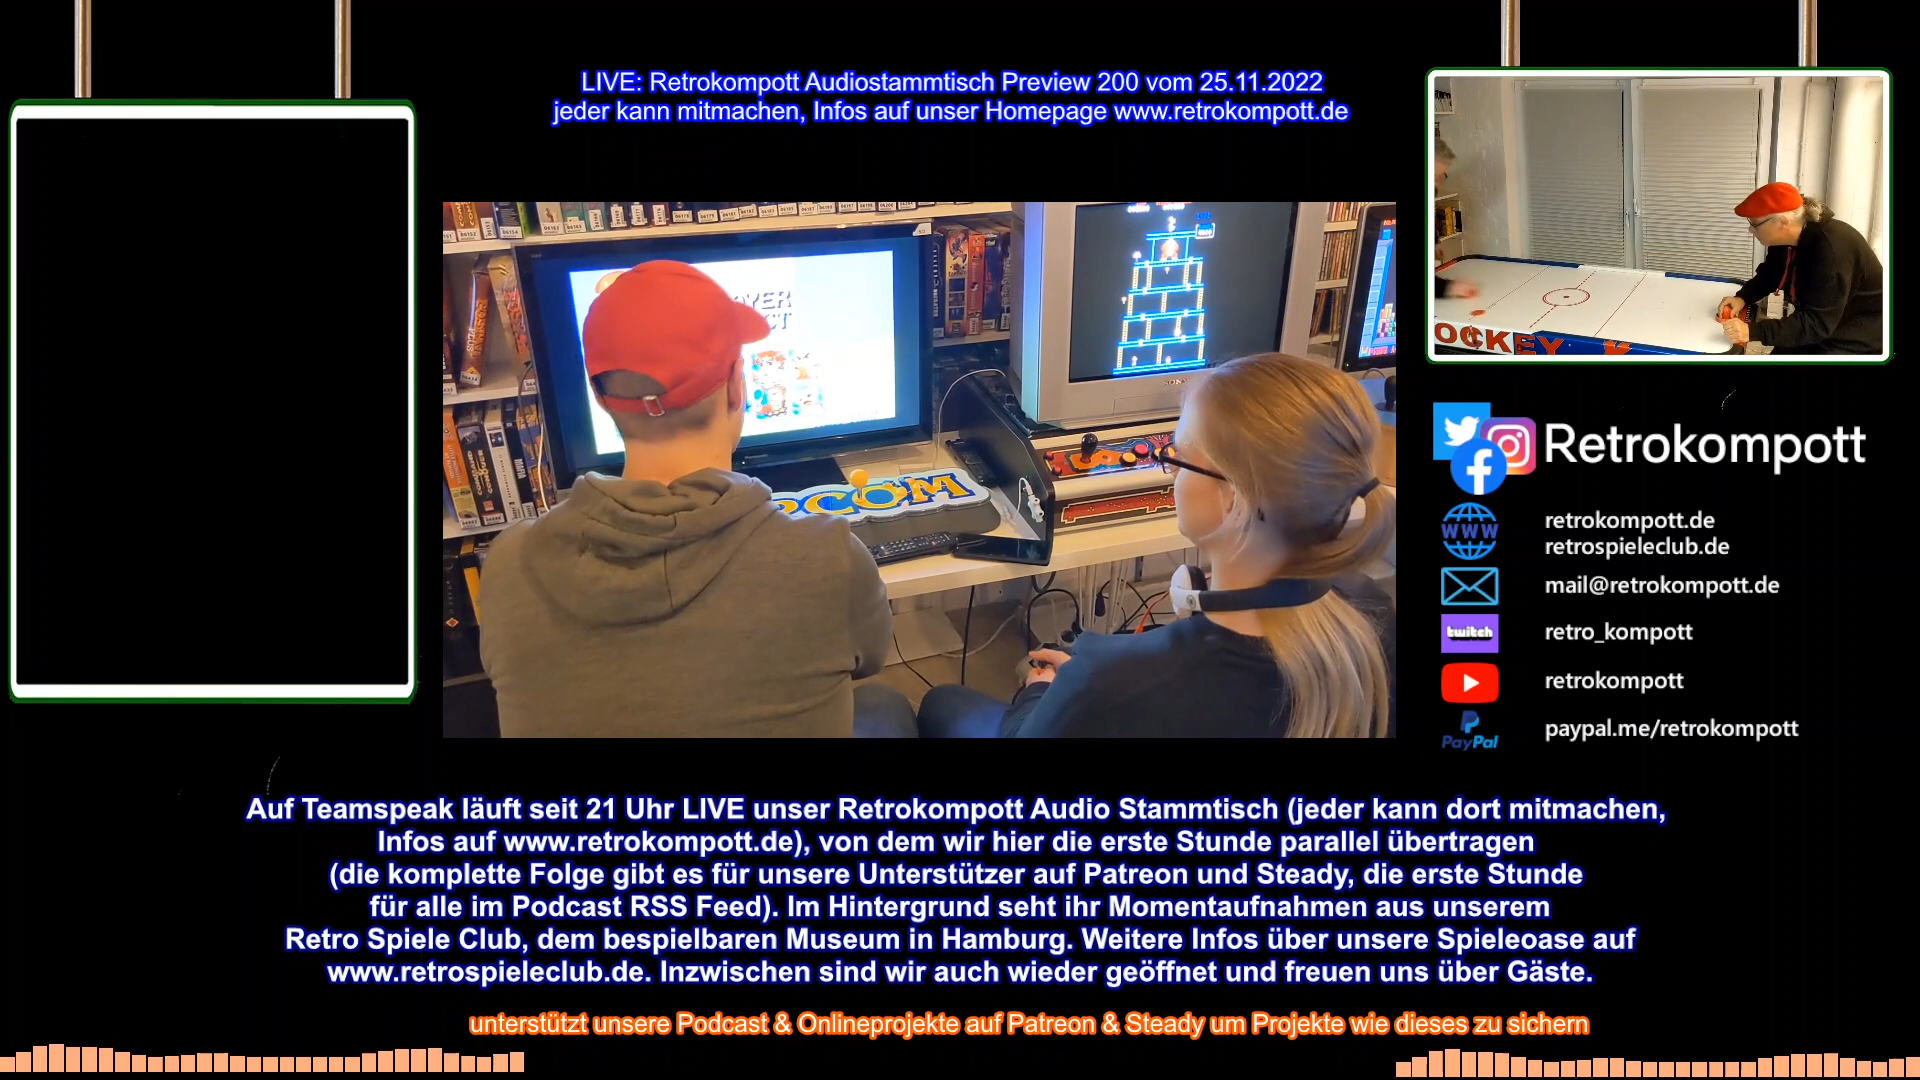 LIVE: Retrokompott Audiostammtisch Preview 200 vom 25.11.2022
jeder kann mitmachen, Infos auf unser Homepage www.retrokompott.de
CAPCOM
SONY
OCKEY
Retrokompott
www
retrokompott.de
retrospieleclub.de
mail@retrokompott.de
twitch
retro_kompott
retrokompott
PayPal
paypal.me/retrokompott
Auf Teamspeak läuft seit 21 Uhr LIVE unser Retrokompott Audio Stammtisch (jeder kann dort mitmachen,
Infos auf www.retrokompott.de), von dem wir hier die erste Stunde parallel übertragen
(die komplette Folge gibt es für unsere Unterstützer auf Patreon und Steady, die erste Stunde
für alle im Podcast RSS Feed). Im Hintergrund seht ihr Momentaufnahmen aus unserem
Retro Spiele Club, dem bespielbaren Museum in Hamburg. Weitere Infos über unsere Spieleoase auf
www.retrospieleclub.de. Inzwischen sind wir auch wieder geöffnet und freuen uns über Gäste.
unterstützt unsere Podcast & Onlineprojekte auf Patreon & Steady um Projekte wie dieses zu sichern